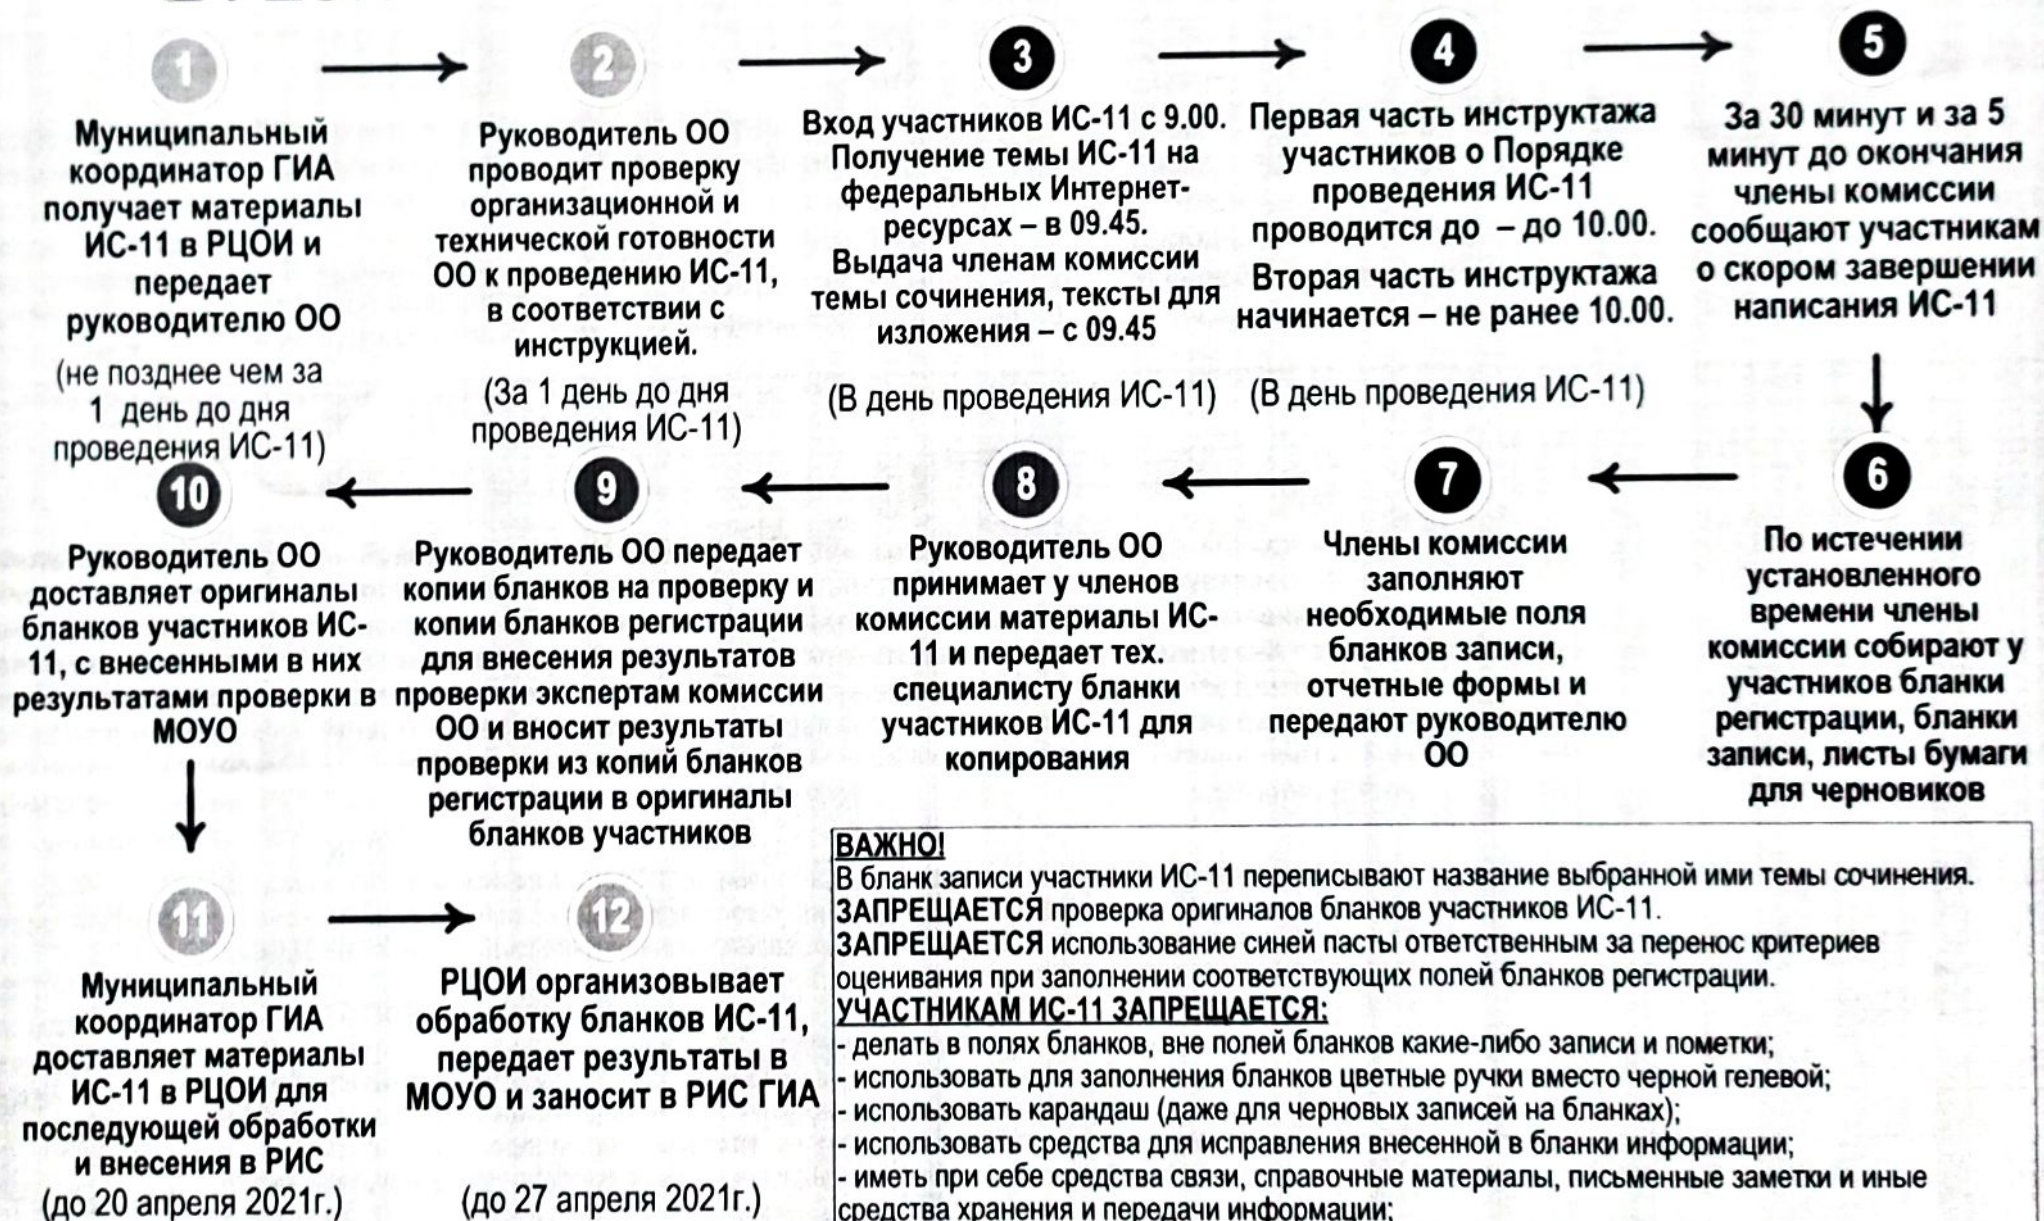 1
Муниципальный
координатор ГИА
получает материалы
ИС-11 в РЦОИ и
передает
руководителю ОО
(не позднее чем за
1 день до дня
проведения ИС-11)
2
Руководитель ОО
проводит проверку
организационной и
технической готовности
ОО к проведению ИС-11,
в соответствии с
инструкцией.
(За 1 день до дня
проведения ИС-11)
3
Вход участников ИС-11 с 9.00.
Получение темы ИС-11 на
федеральных Интернет-
ресурсах – в 09.45.
Выдача членам комиссии
темы сочинения, тексты для
изложения – с 09.45
(В день проведения ИС-11)
4
Первая часть инструктажа
участников о Порядке
проведения ИС-11
проводится до – до 10.00.
Вторая часть инструктажа
начинается – не ранее 10.00.
(В день проведения ИС-11)
5
За 30 минут и за 5
минут до окончания
члены комиссии
сообщают участникам
о скором завершении
написания ИС-11
6
По истечении
установленного
времени члены
комиссии собирают у
участников бланки
регистрации, бланки
записи, листы бумаги
для черновиков
7
Члены комиссии
заполняют
необходимые поля
бланков записи,
отчетные формы и
передают руководителю
ОО
8
Руководитель ОО
принимает у членов
комиссии материалы ИС-
11 и передает тех.
специалисту бланки
участников ИС-11 для
копирования
9
Руководитель ОО передает
копии бланков на проверку и
копии бланков регистрации
для внесения результатов
проверки экспертам комиссии
ОО и вносит результаты
проверки из копий бланков
регистрации в оригиналы
бланков участников
10
Руководитель ОО
доставляет оригиналы
бланков участников ИС-
11, с внесенными в них
результатами проверки в
МОУО
11
Муниципальный
координатор ГИА
доставляет материалы
ИС-11 в РЦОИ для
последующей обработки
и внесения в РИС
(до 20 апреля 2021г.)
12
РЦОИ организовывает
обработку бланков ИС-11,
передает результаты в
МОУО и заносит в РИС ГИА
(до 27 апреля 2021г.)
ВАЖНО!
В бланк записи участники ИС-11 переписывают название выбранной ими темы сочинения.
ЗАПРЕЩАЕТСЯ проверка оригиналов бланков участников ИС-11.
ЗАПРЕЩАЕТСЯ использование синей пасты ответственным за перенос критериев
оценивания при заполнении соответствующих полей бланков регистрации.
УЧАСТНИКАМ ИС-11 ЗАПРЕЩАЕТСЯ:
- делать в полях бланков, вне полей бланков какие-либо записи и пометки;
- использовать для заполнения бланков цветные ручки вместо черной гелевой;
- использовать карандаш (даже для черновых записей на бланках);
- использовать средства для исправления внесенной в бланки информации;
- иметь при себе средства связи, справочные материалы, письменные заметки и иные
средства хранения и передачи информации;